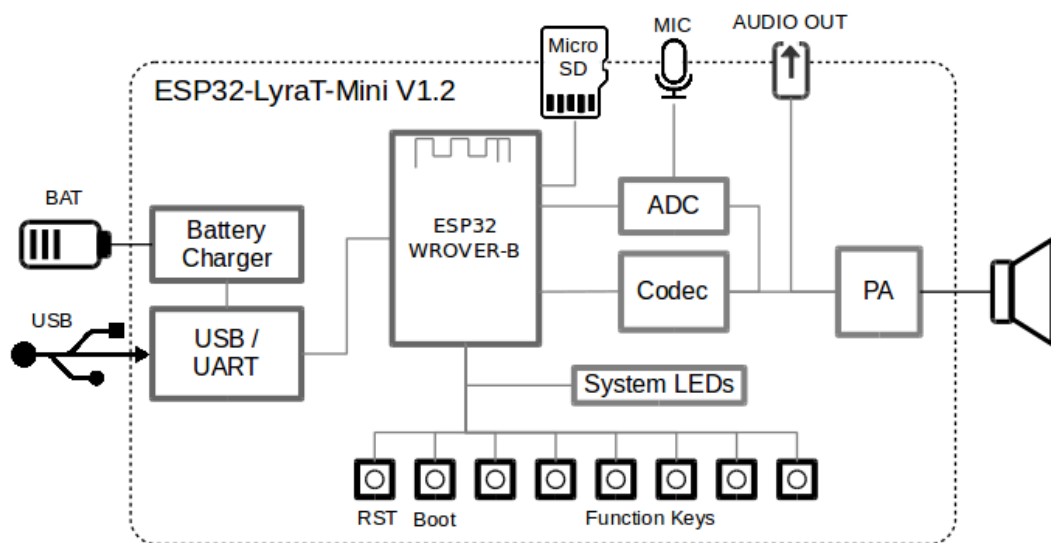 AUDIO OUT
MIC
Micro
SD
ESP32-LyraT-Mini V1.2
BAT
Battery
Charger
ESP32
WROVER-B
ADC
Codec
PA
USB
USB /
UART
System LEDs
RST
Boot
Function Keys